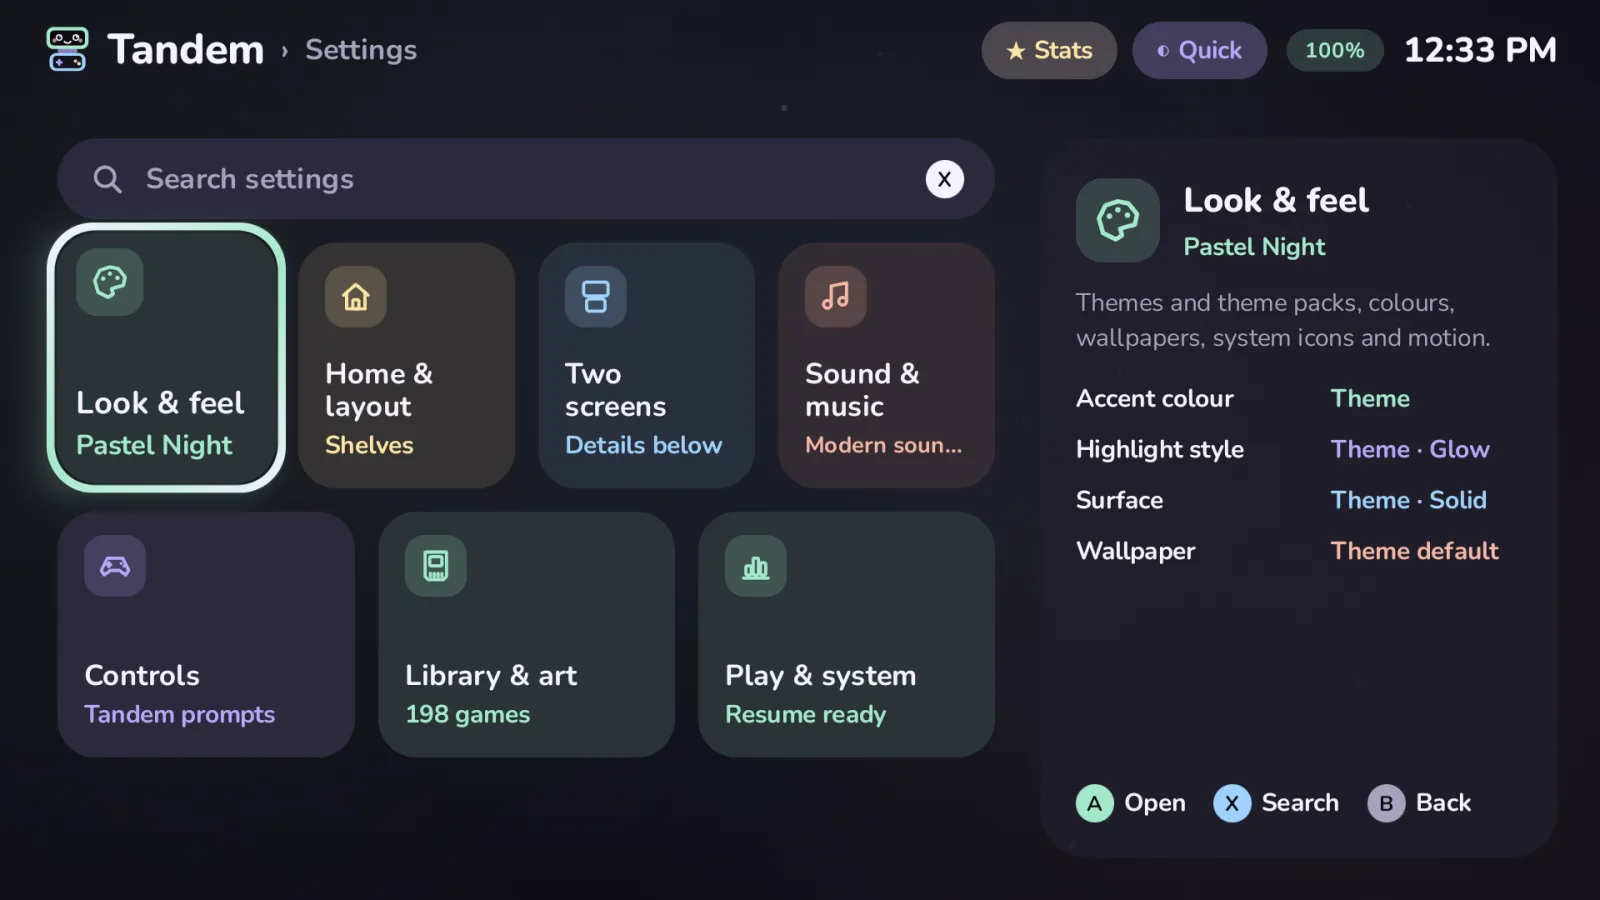 Tandem › Settings
★ Stats
Quick
100%
12:33 PM
Search settings
X
Look & feel
Pastel Night
Home &
layout
Shelves
Two
screens
Details below
Sound &
music
Modern soun...
Controls
Tandem prompts
Library & art
198 games
Play & system
Resume ready
Look & feel
Pastel Night
Themes and theme packs, colours,
wallpapers, system icons and motion.
Accent colour Theme
Highlight style Theme · Glow
Surface Theme · Solid
Wallpaper Theme default
A Open X Search B Back